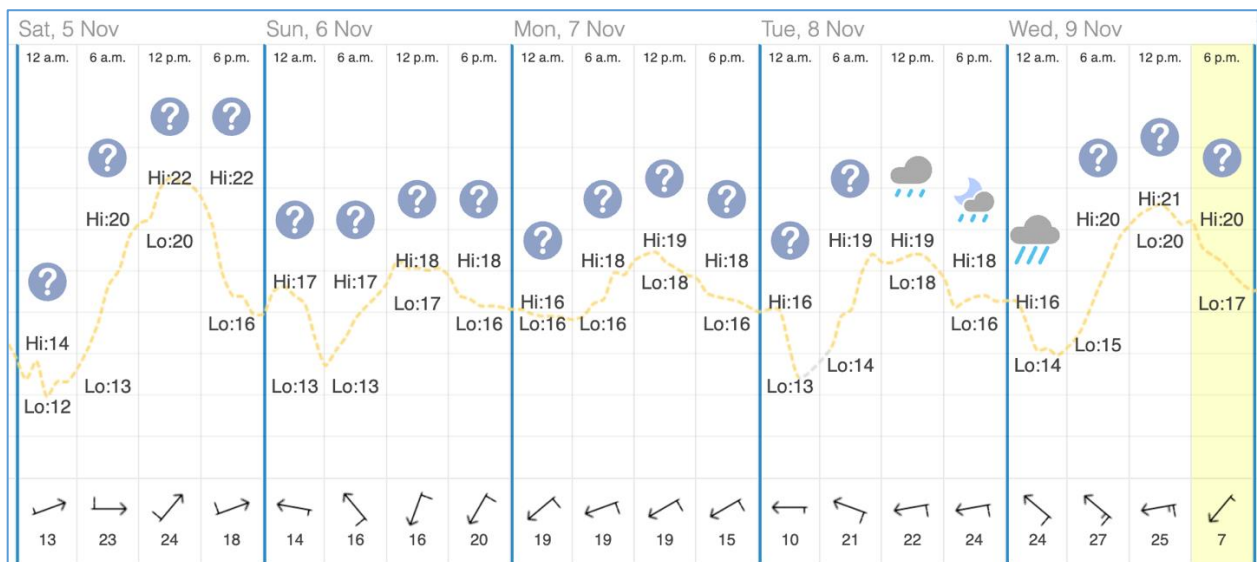 Sat, 5 Nov Sun, 6 Nov Mon, 7 Nov Tue, 8 Nov Wed, 9 Nov
12 a.m. 6 a.m. 12 p.m. 6 p.m. 12 a.m. 6 a.m. 12 p.m. 6 p.m. 12 a.m. 6 a.m. 12 p.m. 6 p.m. 12 a.m. 6 a.m. 12 p.m. 6 p.m. 12 a.m. 6 a.m. 12 p.m. 6 p.m.
? ? ? ? ? ? ? ? ? ? ? ? ? ? ? ? ?
Hi:14 Hi:20 Hi:22 Hi:22 Hi:17 Hi:17 Hi:18 Hi:18 Hi:16 Hi:18 Hi:19 Hi:18 Hi:16 Hi:19 Hi:19 Hi:18 Hi:16 Hi:20 Hi:21 Hi:20
Lo:12 Lo:13 Lo:20 Lo:16 Lo:13 Lo:13 Lo:17 Lo:16 Lo:16 Lo:16 Lo:18 Lo:16 Lo:13 Lo:14 Lo:18 Lo:16 Lo:14 Lo:15 Lo:20 Lo:17
13 23 24 18 14 16 16 20 19 19 19 15 10 21 22 24 24 27 25 7